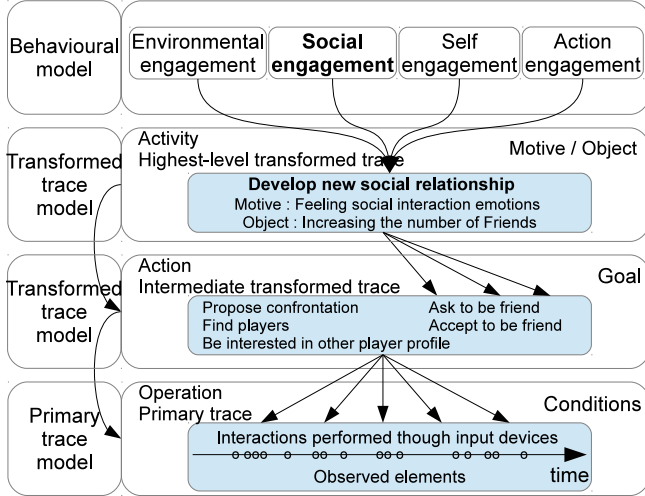 Behavioural
model
Environmental
engagement
Social
engagement
Self
engagement
Action
engagement
Transformed
trace
model
Activity
Highest-level transformed trace
Motive / Object
Develop new social relationship
Motive : Feeling social interaction emotions
Object : Increasing the number of Friends
Transformed
trace
model
Action
Intermediate transformed trace
Goal
Propose confrontation
Ask to be friend
Find players
Accept to be friend
Be interested in other player profile
Primary
trace
model
Operation
Primary trace
Conditions
Interactions performed though input devices
Observed elements
time